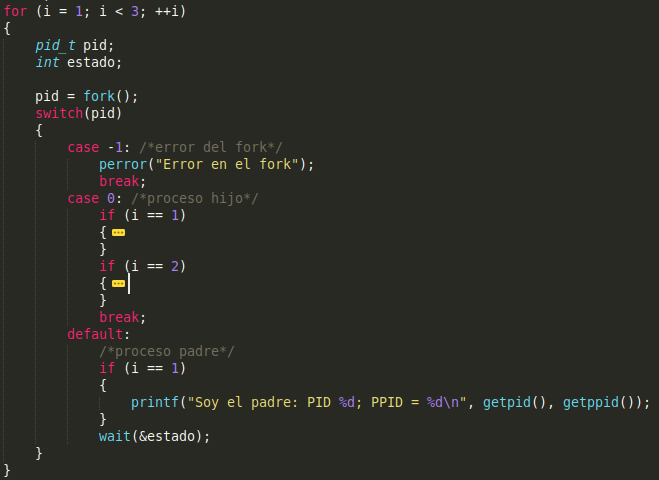 for (i = 1; i < 3; ++i)
{
pid_t pid;
int estado;
pid = fork();
switch(pid)
{
case -1: /*error del fork*/
perror("Error en el fork");
break;
case 0: /*proceso hijo*/
if (i == 1)
{ ···
}
if (i == 2)
{ ···
}
break;
default:
/*proceso padre*/
if (i == 1)
{
printf("Soy el padre: PID %d; PPID = %d\n", getpid(), getppid());
}
wait(&estado);
}
}